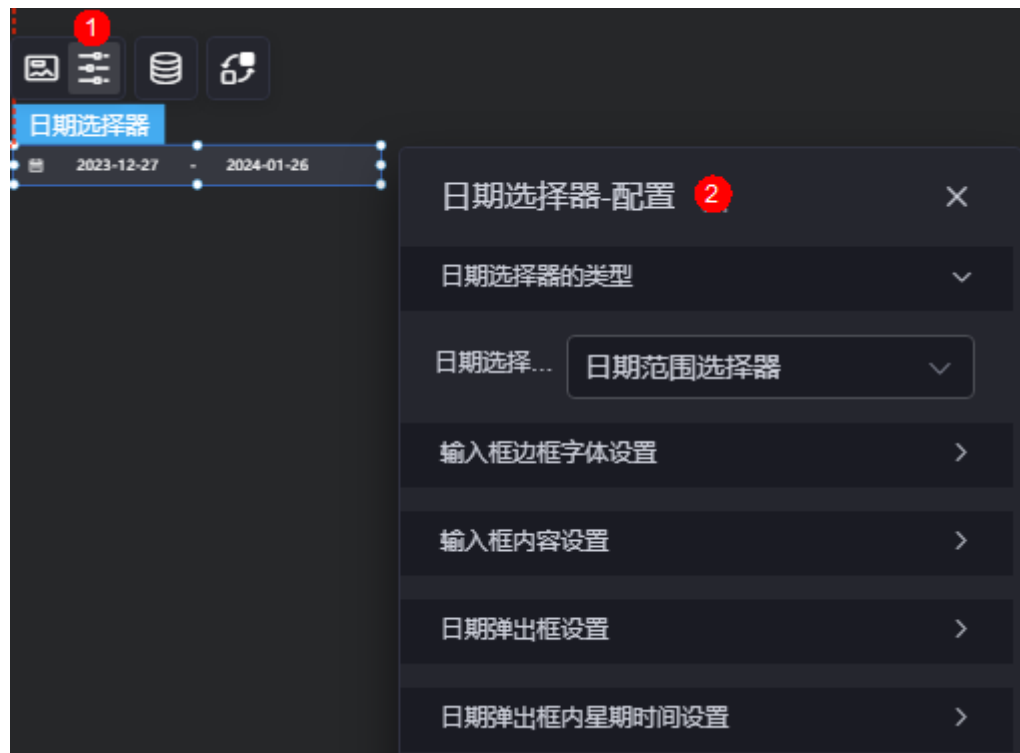 1
日期选择器
2023-12-27 - 2024-01-26
日期选择器-配置 2
日期选择器的类型
日期选择... 日期范围选择器
输入框边框字体设置
输入框内容设置
日期弹出框设置
日期弹出框内星期时间设置